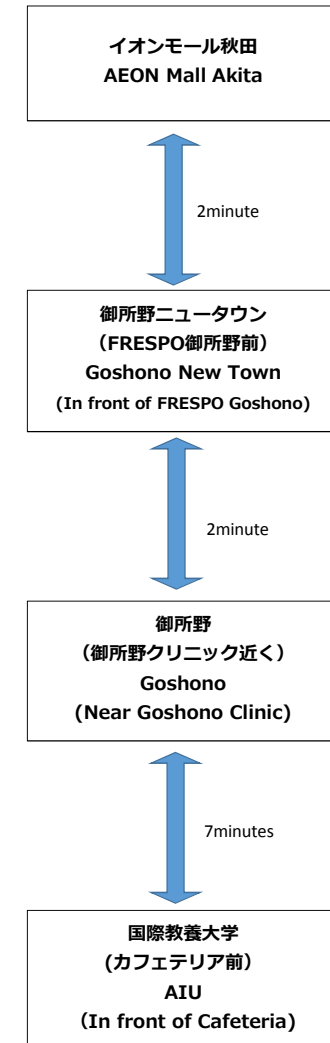 イオンモール秋田
AEON Mall Akita
2minute
御所野ニュータウン
（FRESPO御所野前）
Goshono New Town
(In front of FRESPO Goshono)
2minute
御所野
（御所野クリニック近く）
Goshono
(Near Goshono Clinic)
7minutes
国際教養大学
(カフェテリア前）
AIU
（In front of Cafeteria)